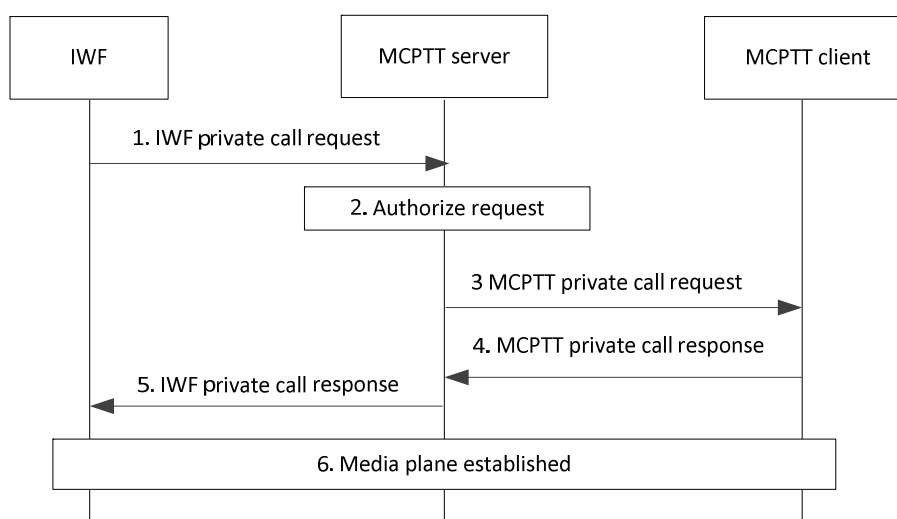 IWF
MCPTT server
MCPTT client
1. IWF private call request
2. Authorize request
3 MCPTT private call request
4. MCPTT private call response
5. IWF private call response
6. Media plane established